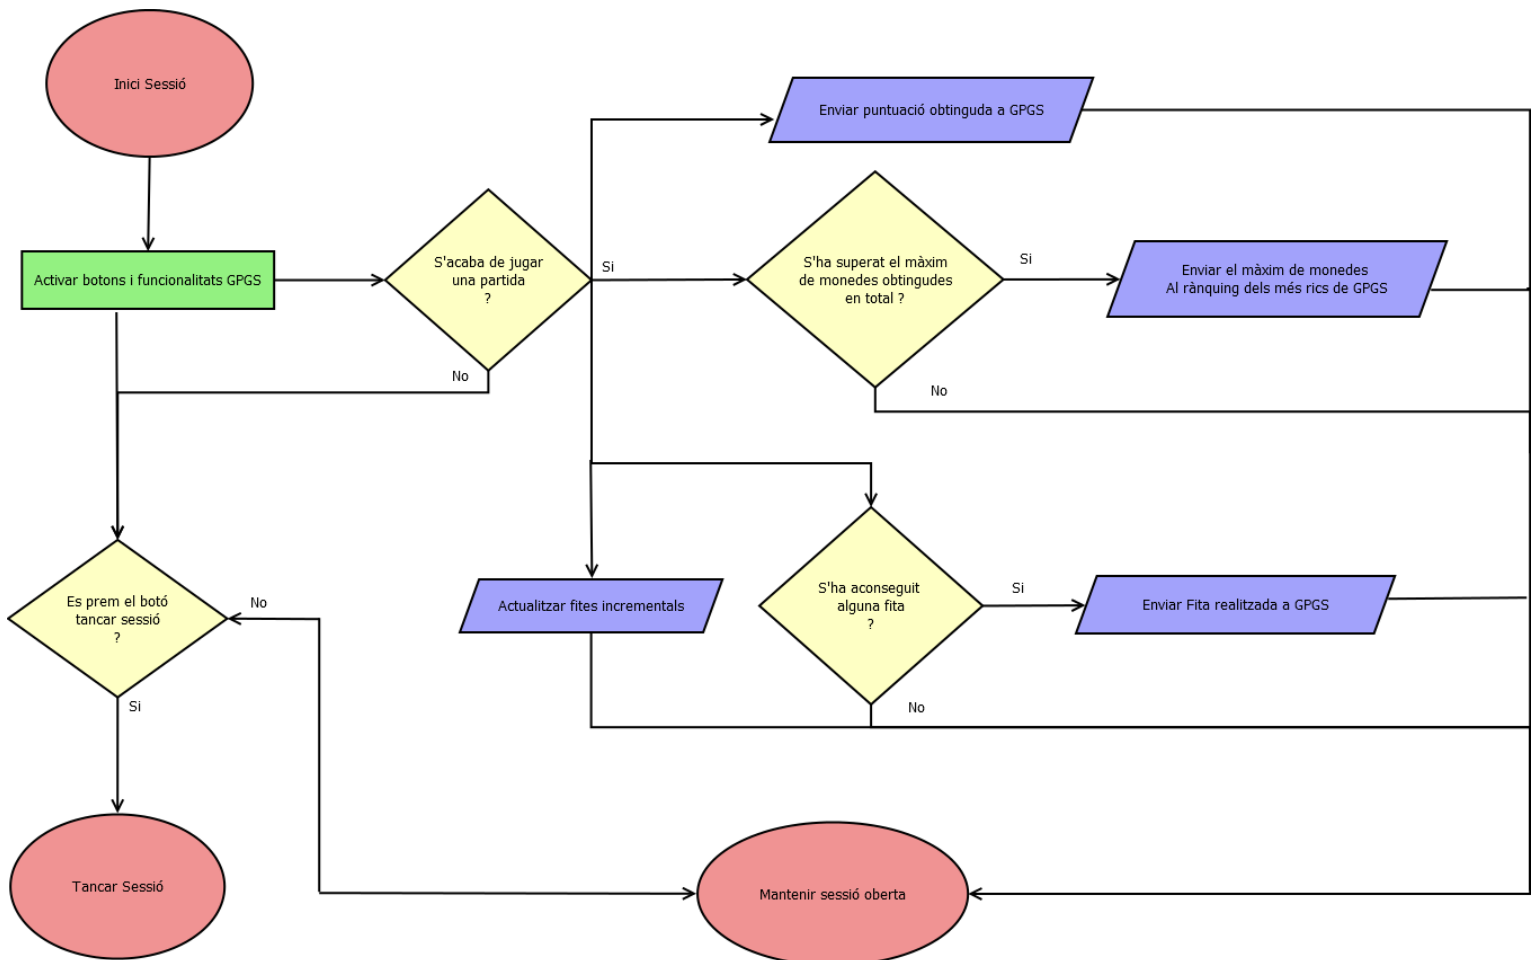 Inici Sessió
Enviar puntuació obtinguda a GPGS
Activar botons i funcionalitats GPGS
S'acaba de jugar
una partida
?
Si
No
S'ha superat el màxim
de monedes obtingudes
en total ?
Si
No
Enviar el màxim de monedes
Al rànquing dels més rics de GPGS
Es prem el botó
tancar sessió
?
No
Si
Actualitzar fites incrementals
S'ha aconseguit
alguna fita
?
Si
No
Enviar Fita realitzada a GPGS
Tancar Sessió
Mantenir sessió oberta